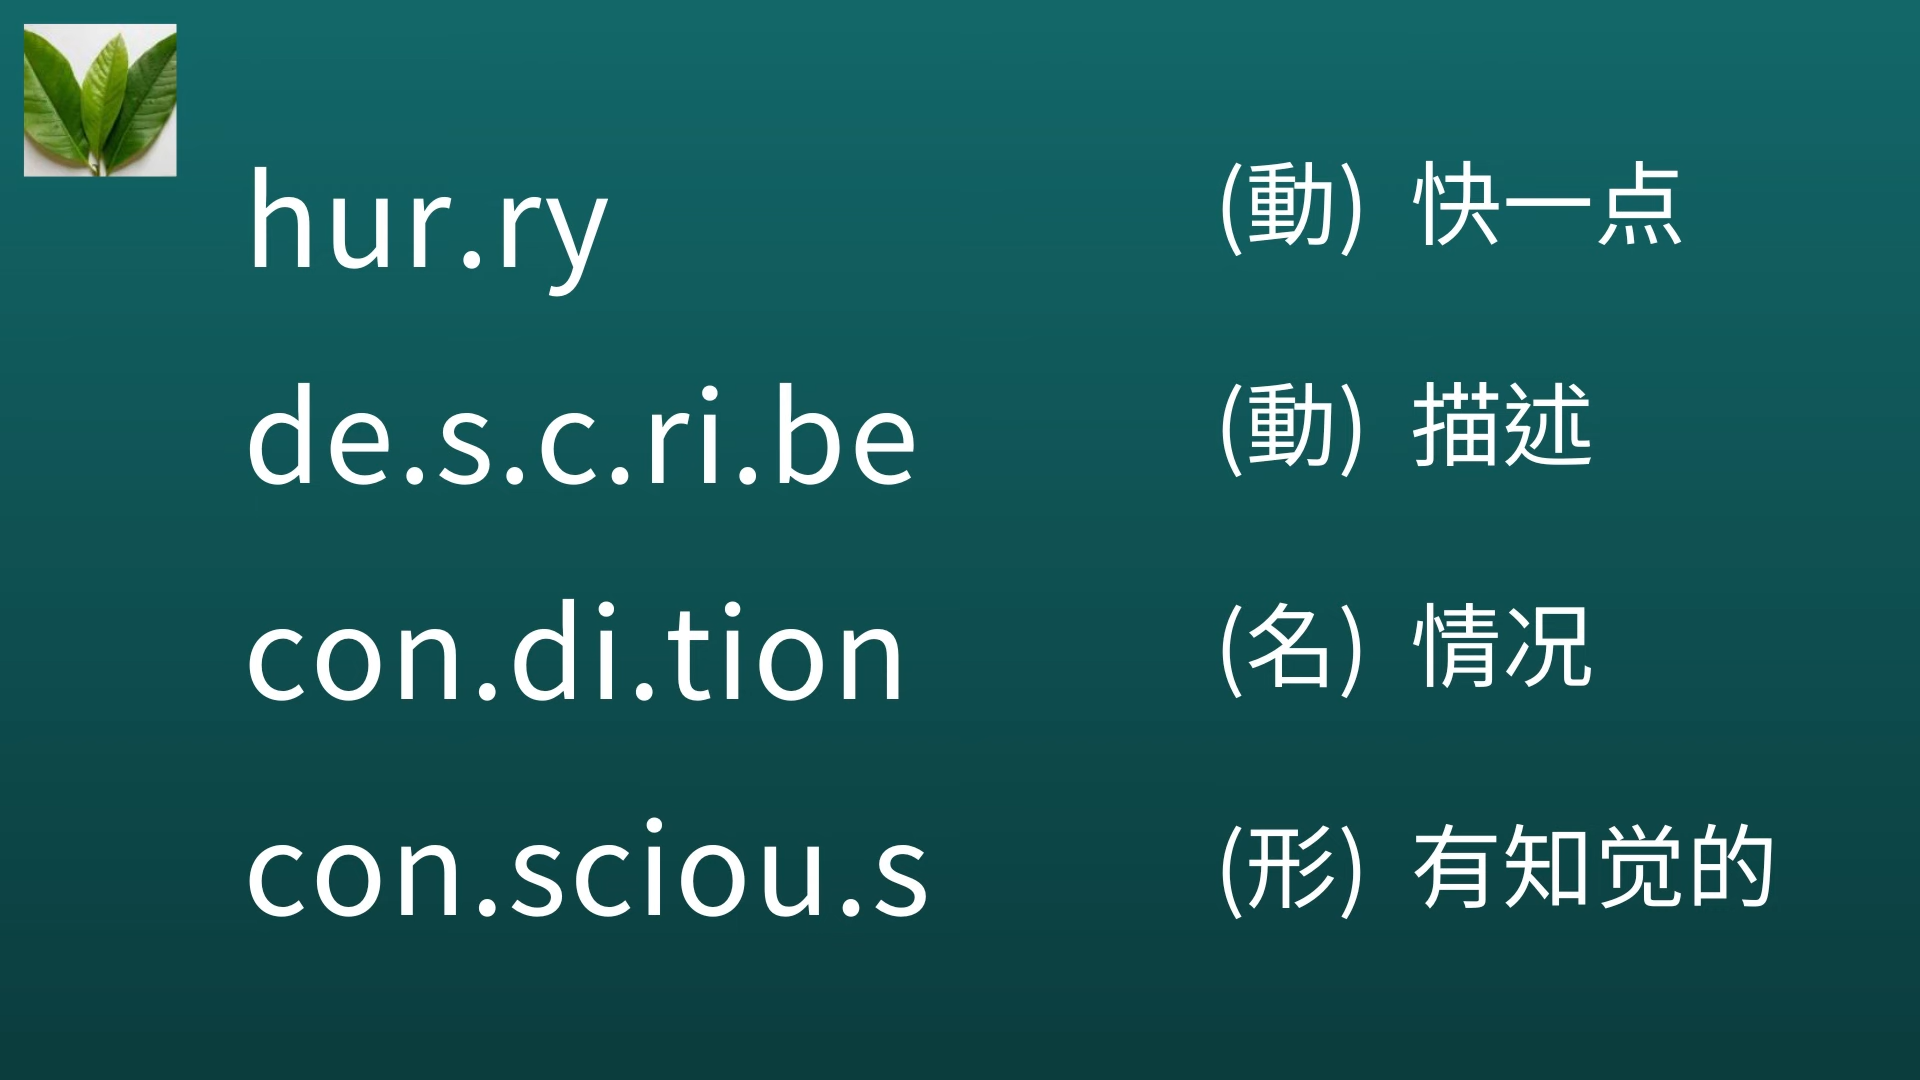 hur.ry (動) 快一点
de.s.c.ri.be (動) 描述
con.di.tion (名) 情况
con.sciou.s (形) 有知觉的